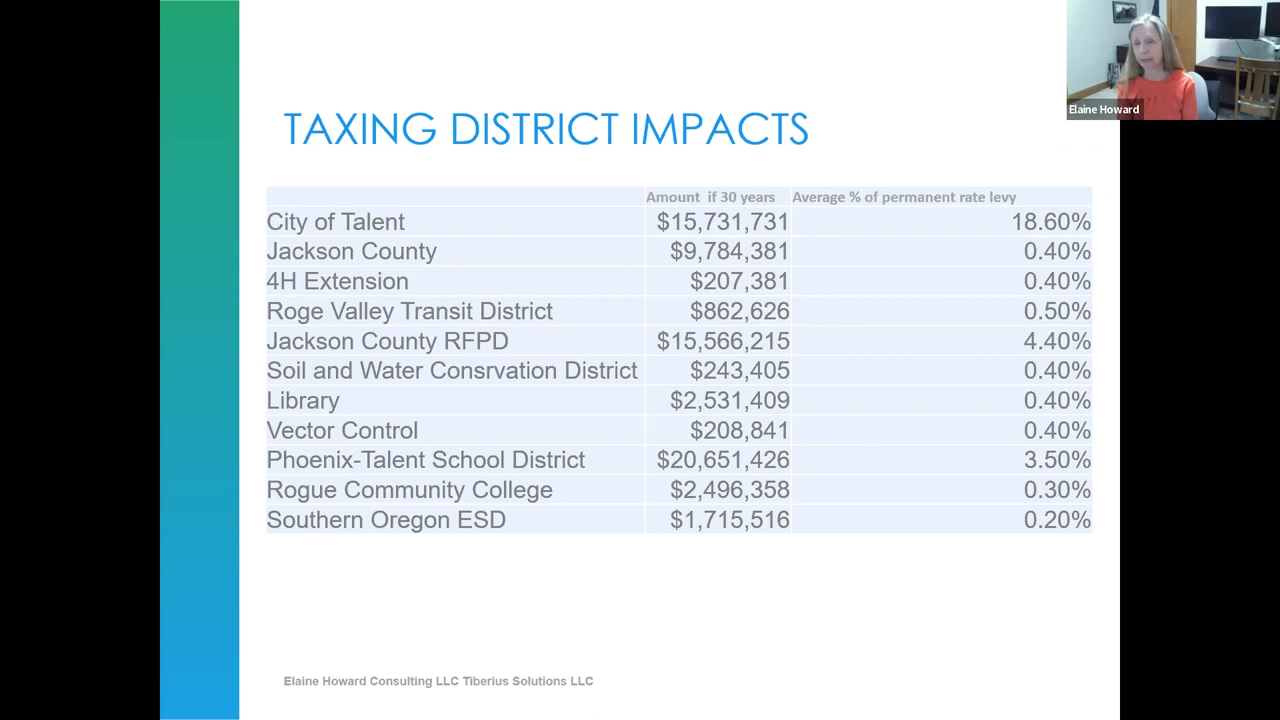 Elaine Howard
TAXING DISTRICT IMPACTS
Amount if 30 years Average % of permanent rate levy
City of Talent $15,731,731 18.60%
Jackson County $9,784,381 0.40%
4H Extension $207,381 0.40%
Roge Valley Transit District $862,626 0.50%
Jackson County RFPD $15,566,215 4.40%
Soil and Water Consrvation District $243,405 0.40%
Library $2,531,409 0.40%
Vector Control $208,841 0.40%
Phoenix-Talent School District $20,651,426 3.50%
Rogue Community College $2,496,358 0.30%
Southern Oregon ESD $1,715,516 0.20%
Elaine Howard Consulting LLC Tiberius Solutions LLC